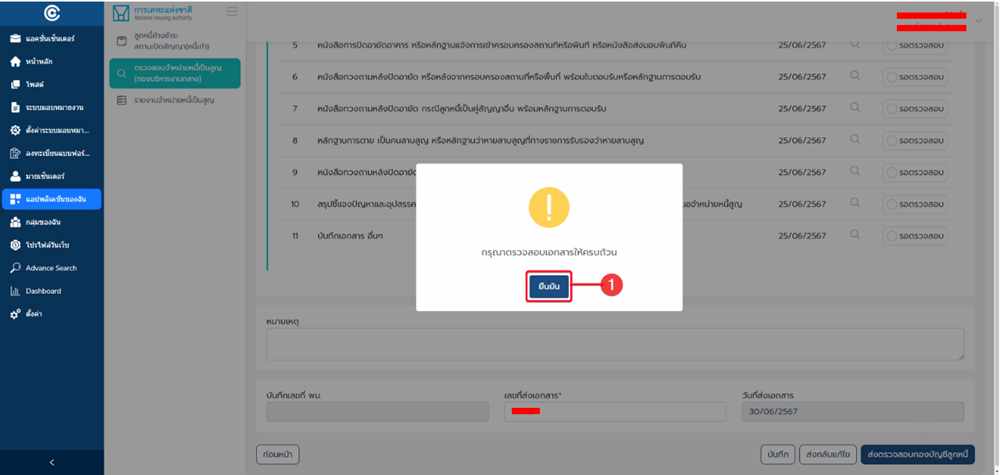 การเคหะแห่งชาติ
National Housing Authority
แอคชั่นเซ็นเตอร์
หน้าหลัก
โพสต์
ระบบมอบหมายงาน
ตั้งค่าระบบมอบหมา...
ลงทะเบียนแบบฟอร์...
มายเซ็นเตอร์
แอปพลิเคชันของฉัน
กลุ่มของฉัน
โปรไฟล์วันเว็บ
Advance Search
Dashboard
ตั้งค่า
<
ลูกหนี้ค้างชำระ
สถานะปิดสัญญา(หนี้เก่า)
ตรวจสอบจำหน่ายหนี้เป็นสูญ
(กองบริหารงานกลาง)
รายงานจำหน่ายหนี้เป็นสูญ
5 หนังสือการปิดอายัดอาคาร หรือหลักฐานแจ้งการเข้าครอบครองสถานที่หรือพื้นที่ หรือหนังสือส่งมอบพื้นที่คืน 25/06/2567 รอตรวจสอบ
6 หนังสือทวงถามหลังปิดอายัด หรือหลังจากครอบครองสถานที่หรือพื้นที่ พร้อมใบตอบรับหรือหลักฐานการตอบรับ 25/06/2567 รอตรวจสอบ
7 หนังสือทวงถามหลังปิดอายัด กรณีลูกหนี้เป็นคู่สัญญาอื่น พร้อมหลักฐานการตอบรับ 25/06/2567 รอตรวจสอบ
8 หลักฐานการตาย เป็นคนสาบสูญ หรือหลักฐานว่าหายสาบสูญที่ทางราชการรับรองว่าหายสาบสูญ 25/06/2567 รอตรวจสอบ
9 หนังสือทวงถามหลังปิดอายัด 25/06/2567 รอตรวจสอบ
10 สรุปชี้แจงปัญหาและอุปสรรค นอจำหน่ายหนี้สูญ 25/06/2567 รอตรวจสอบ
11 บันทึกเอกสาร อื่นๆ 25/06/2567 รอตรวจสอบ
กรุณาตรวจสอบเอกสารให้ครบถ้วน
ยืนยัน 1
หมายเหตุ
บันทึกเลขที่ พม. เลขที่ส่งเอกสาร* วันที่ส่งเอกสาร
30/06/2567
ก่อนหน้า บันทึก ส่งกลับแก้ไข ส่งตรวจสอบกองบัญชีลูกหนี้